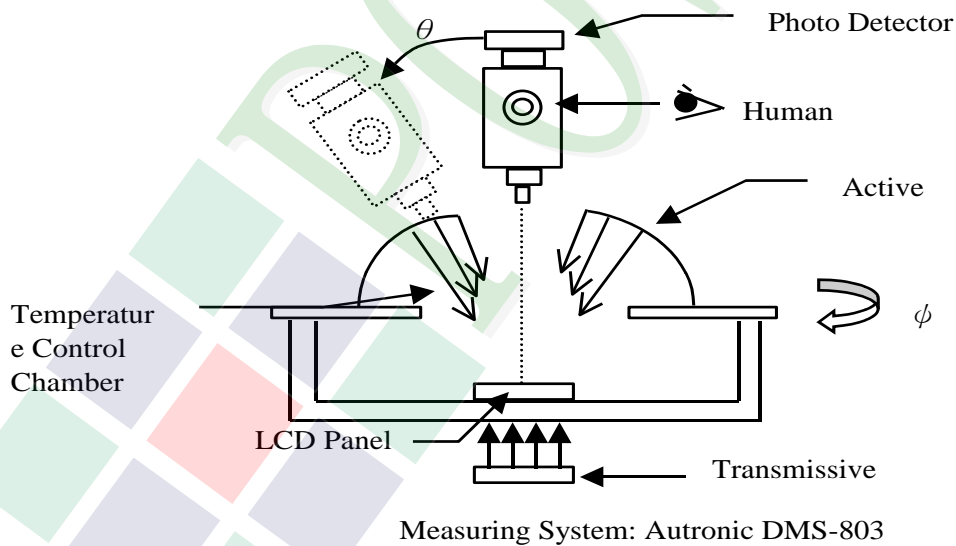 θ
Photo Detector
Human
Active
Temperatur
e Control
Chamber
ϕ
LCD Panel
Transmissive
Measuring System: Autronic DMS-803